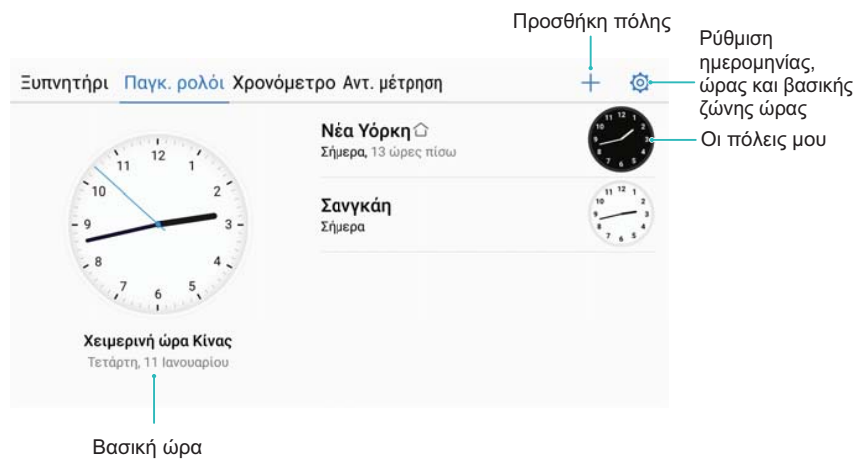 Προσθήκη πόλης
Ρύθμιση
ημερομηνίας,
ώρας και βασικής
ζώνης ώρας
Ξυπνητήρι Παγκ. ρολόι Χρονόμετρο Αντ. μέτρηση
Νέα Υόρκη
Σήμερα, 13 ώρες πίσω
Οι πόλεις μου
Σανγκάη
Σήμερα
12
1
2
3
4
5
6
7
8
9
10
11
Χειμερινή ώρα Κίνας
Τετάρτη, 11 Ιανουαρίου
Βασική ώρα